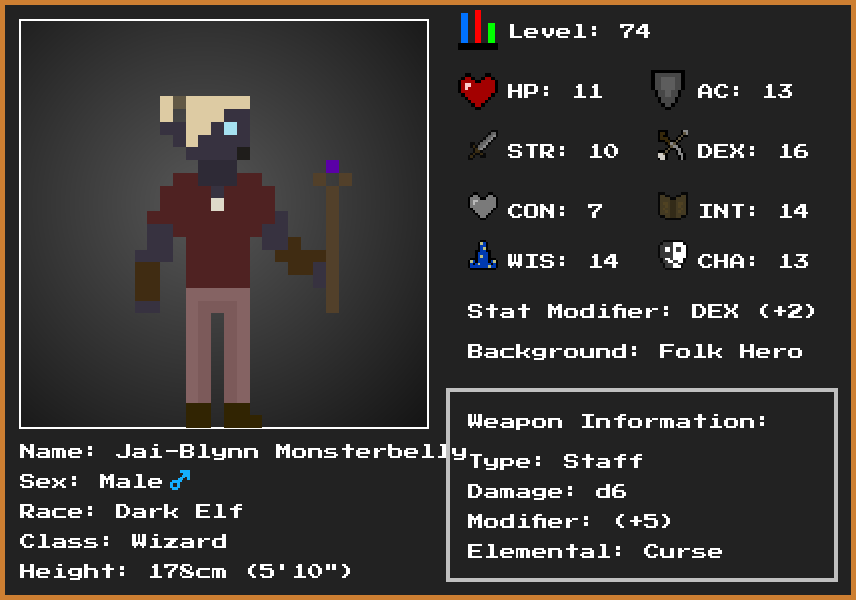 Level: 74
HP: 11
AC: 13
STR: 10
DEX: 16
CON: 7
INT: 14
WIS: 14
CHA: 13
Stat Modifier: DEX (+2)
Background: Folk Hero
Name: Jai-Blynn Monsterbelly
Sex: Male ♂
Race: Dark Elf
Class: Wizard
Height: 178cm (5'10")
Weapon Information:
Type: Staff
Damage: d6
Modifier: (+5)
Elemental: Curse